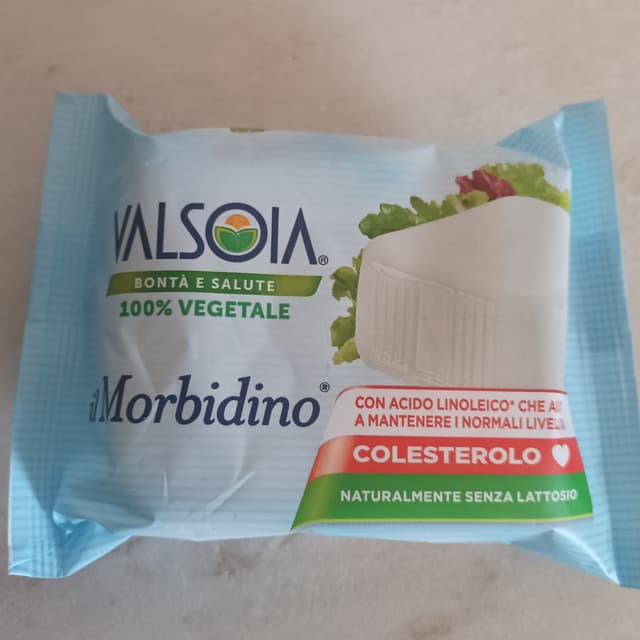 VALSOIA®
BONTÀ E SALUTE
100% VEGETALE
il Morbidino®
CON ACIDO LINOLEICO* CHE
A MANTENERE I NORMALI
COLESTEROLO
NATURALMENTE SENZA LATTOSIO